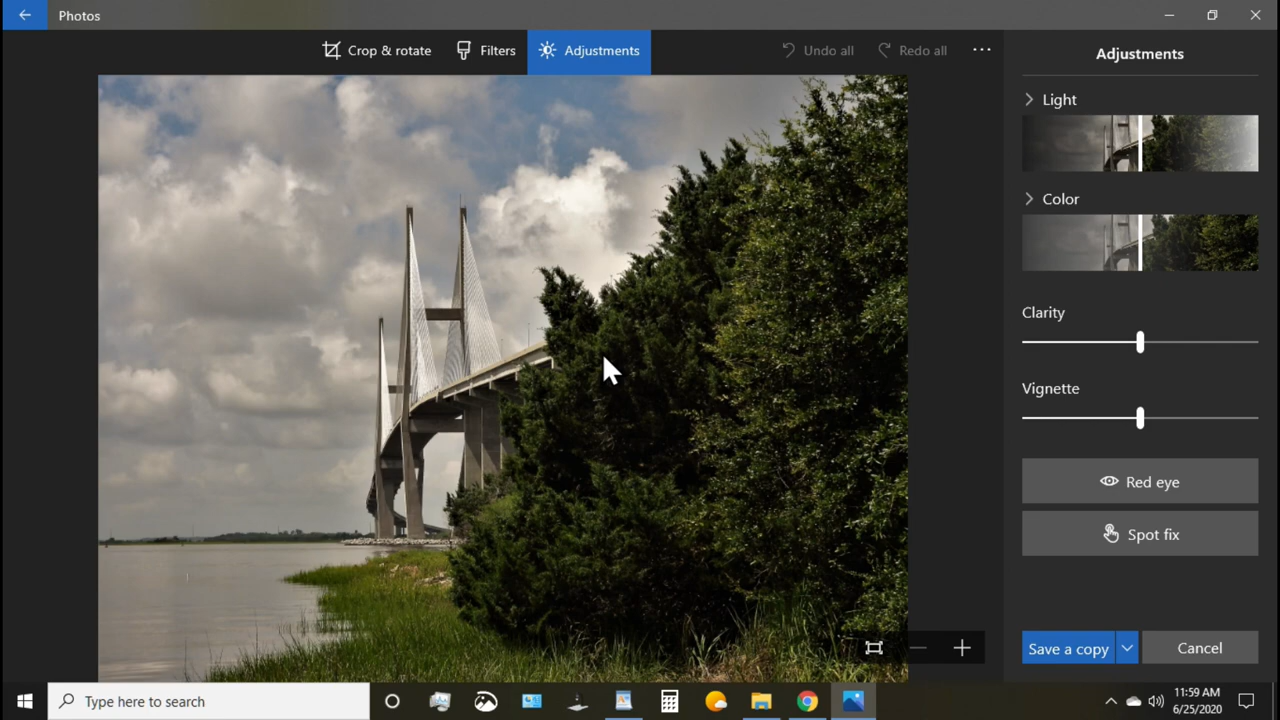 Photos
Crop & rotate
Filters
Adjustments
Undo all
Redo all
Adjustments
Light
Color
Clarity
Vignette
Red eye
Spot fix
Save a copy
Cancel
Type here to search
11:59 AM
6/25/2020